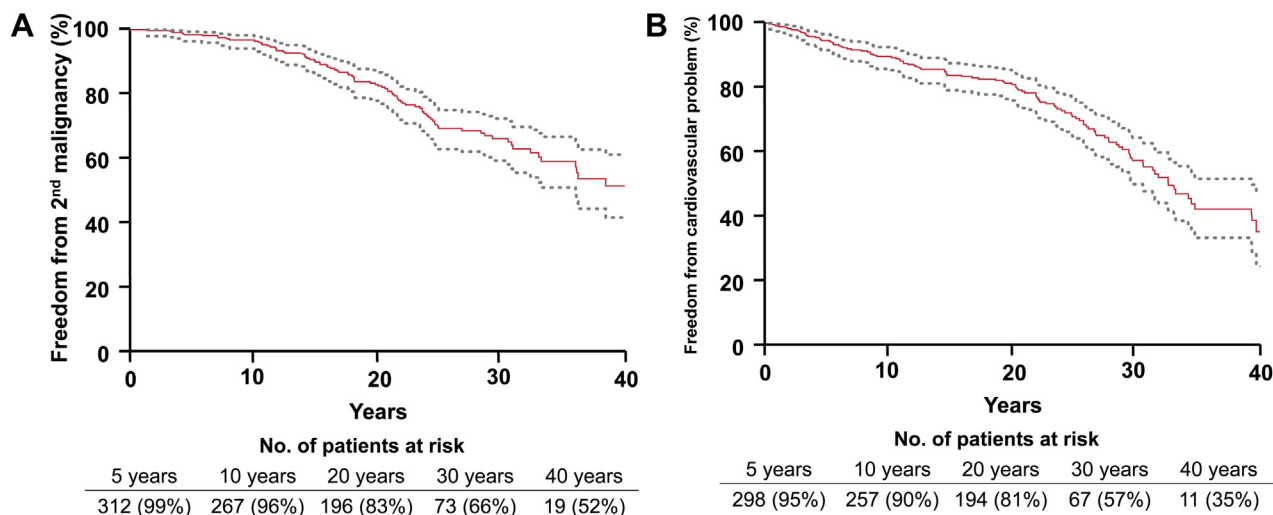 A
Freedom from 2nd malignancy (%)
100
80
60
40
20
0
0 10 20 30 40
Years
No. of patients at risk
5 years 10 years 20 years 30 years 40 years
312 (99%) 267 (96%) 196 (83%) 73 (66%) 19 (52%)
B
Freedom from cardiovascular problem (%)
100
80
60
40
20
0
0 10 20 30 40
Years
No. of patients at risk
5 years 10 years 20 years 30 years 40 years
298 (95%) 257 (90%) 194 (81%) 67 (57%) 11 (35%)